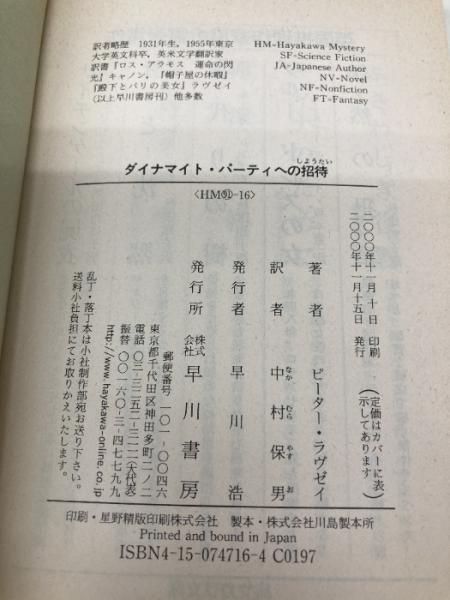 訳者略歴 1931年生，1955年東京
大学英文科卒，英米文学翻訳家
訳書『ロス・アラモス 運命の閃
光』キャノン，『帽子屋の休暇』
『殿下とパリの美女』ラヴゼイ
(以上早川書房刊)他多数
HM-Hayakawa Mystery
SF-Science Fiction
JA-Japanese Author
NV-Novel
NF-Nonfiction
FT-Fantasy
ダイナマイト・パーティへの招待
しょうたい
〈HM91-16〉
二〇〇〇年十一月十日 印刷
二〇〇〇年十一月十五日 発行
(定価はカバーに表
示してあります)
著者 ピーター・ラヴゼイ
訳者 中村保男
なか むら やす お
発行者 早川浩
発行所 株式会社 早川書房
郵便番号 一〇一-〇〇四六
東京都千代田区神田多町二ノ二
電話 〇三-三二五二-三一一一(大代表)
振替 〇〇一六〇-三-四七七九九
http://www.hayakawa-online.co.jp
乱丁・落丁本は小社制作部宛お送り下さい。
送料小社負担にてお取りかえいたします。
印刷・星野精版印刷株式会社 製本・株式会社川島製本所
Printed and bound in Japan
ISBN4-15-074716-4 C0197